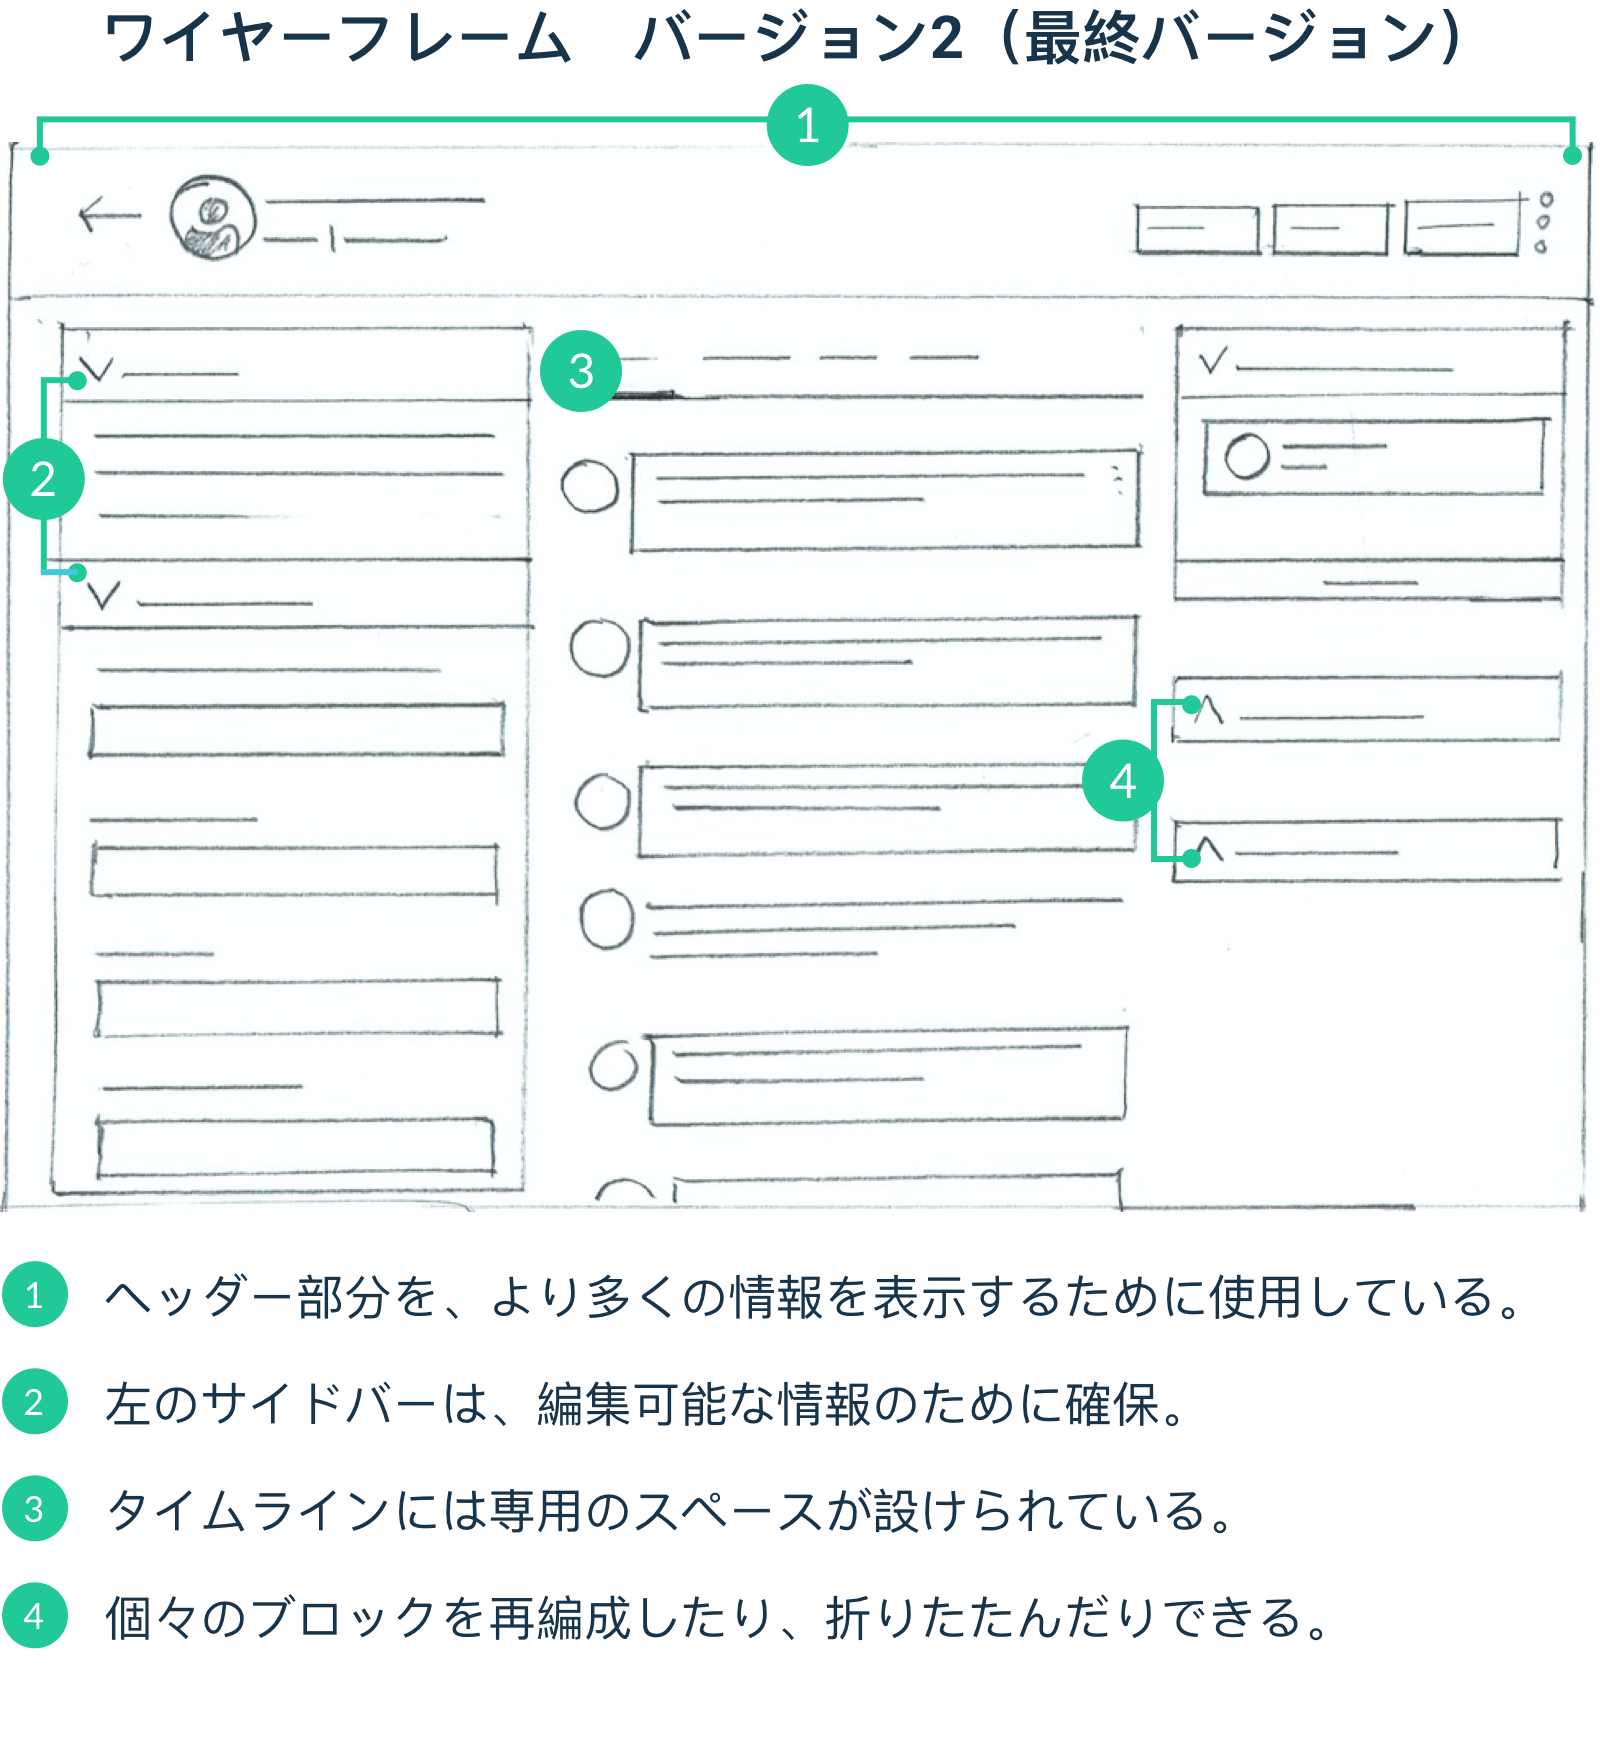 ワイヤーフレーム　バージョン2（最終バージョン）
1
2
3
4
1 ヘッダー部分を、より多くの情報を表示するために使用している。
2 左のサイドバーは、編集可能な情報のために確保。
3 タイムラインには専用のスペースが設けられている。
4 個々のブロックを再編成したり、折りたたんだりできる。